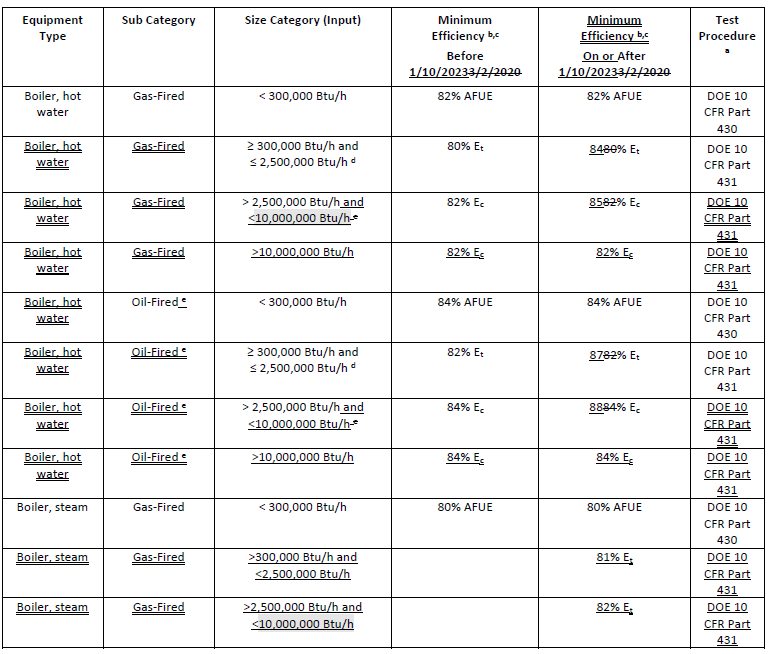 Equipment Type
Sub Category
Size Category (Input)
Minimum Efficiency b,c
Before
1/10/20233/2/2020
Minimum Efficiency b,c
On or After
1/10/20233/2/2020
Test Procedure a
Boiler, hot water
Gas-Fired
< 300,000 Btu/h
82% AFUE
82% AFUE
DOE 10 CFR Part 430
Boiler, hot water
Gas-Fired
≥ 300,000 Btu/h and
≤ 2,500,000 Btu/h d
80% Et
8480% Et
DOE 10 CFR Part 431
Boiler, hot water
Gas-Fired
> 2,500,000 Btu/h and
<10,000,000 Btu/h e
82% Ec
8582% Ec
DOE 10 CFR Part 431
Boiler, hot water
Gas-Fired
>10,000,000 Btu/h
82% Ec
82% Ec
DOE 10 CFR Part 431
Boiler, hot water
Oil-Fired e
< 300,000 Btu/h
84% AFUE
84% AFUE
DOE 10 CFR Part 430
Boiler, hot water
Oil-Fired e
≥ 300,000 Btu/h and
≤ 2,500,000 Btu/h d
82% Et
8782% Et
DOE 10 CFR Part 431
Boiler, hot water
Oil-Fired e
> 2,500,000 Btu/h and
<10,000,000 Btu/h e
84% Ec
8884% Ec
DOE 10 CFR Part 431
Boiler, hot water
Oil-Fired e
>10,000,000 Btu/h
84% Ec
84% Ec
DOE 10 CFR Part 431
Boiler, steam
Gas-Fired
< 300,000 Btu/h
80% AFUE
80% AFUE
DOE 10 CFR Part 430
Boiler, steam
Gas-Fired
>300,000 Btu/h and
<2,500,000 Btu/h
81% Et
DOE 10 CFR Part 431
Boiler, steam
Gas-Fired
>2,500,000 Btu/h and
<10,000,000 Btu/h
82% Et
DOE 10 CFR Part 431